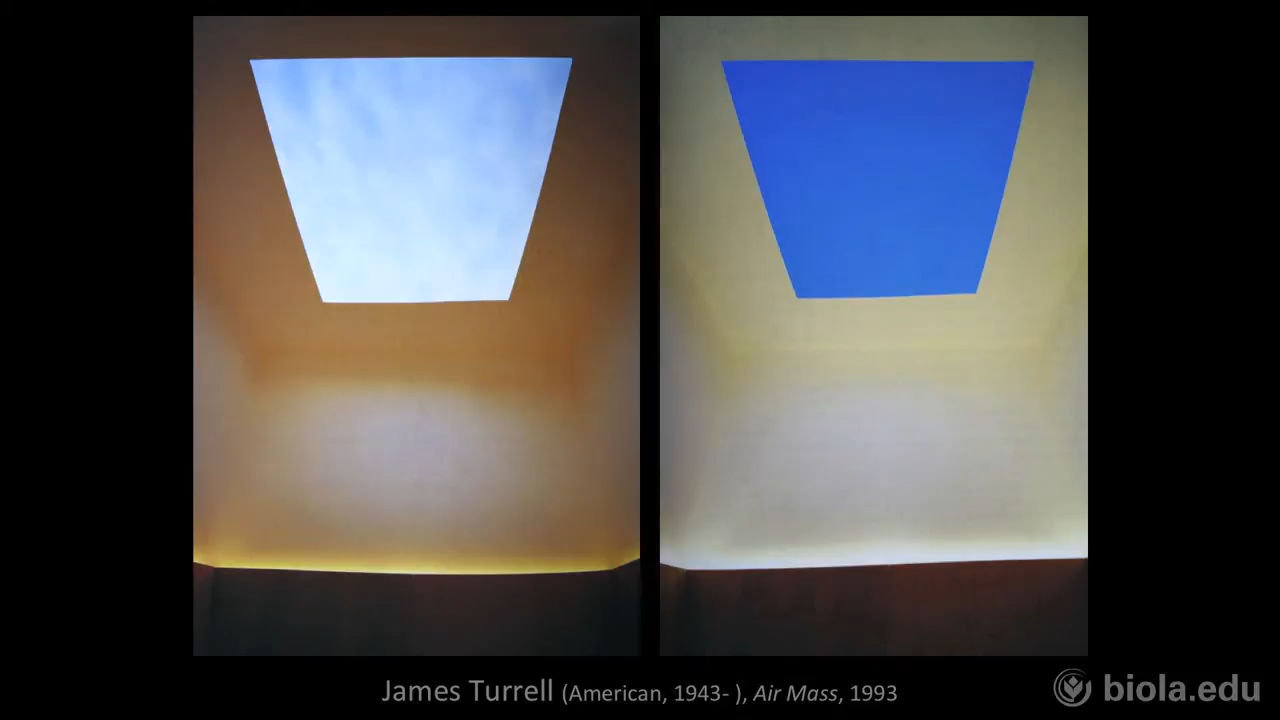 James Turrell (American, 1943- ), Air Mass, 1993
biola.edu